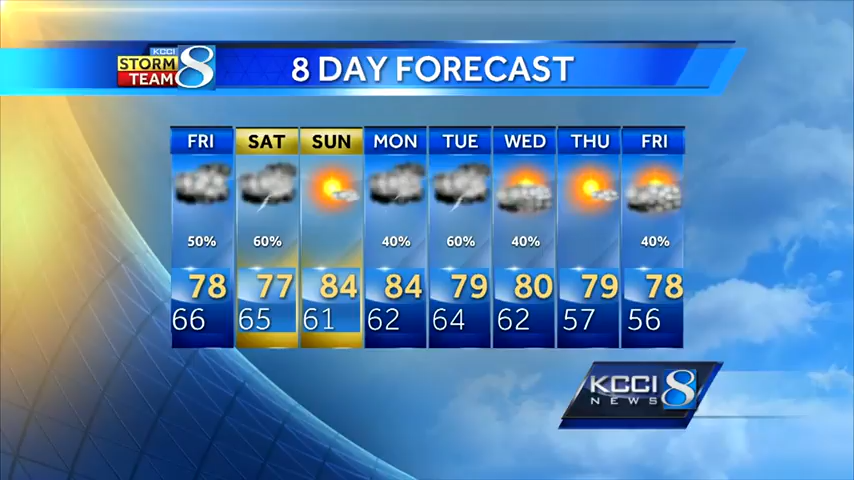 KCCI
STORM
TEAM 8
8 DAY FORECAST
FRI SAT SUN MON TUE WED THU FRI
50% 60% 40% 60% 40% 40%
78 77 84 84 79 80 79 78
66 65 61 62 64 62 57 56
KCCI 8
NEWS